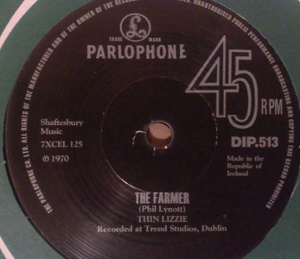 TRADE MARK
PARLOPHONE
45
RPM
DIP.513
Shaftesbury
Music
7XCEL 125
℗ 1970
Made in the
Republic of
Ireland
THE FARMER
(Phil Lynott)
THIN LIZZIE
Recorded at Trend Studios, Dublin